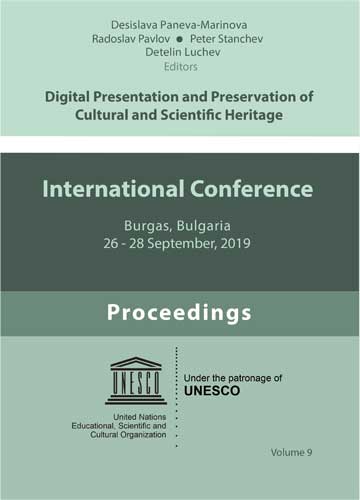 Desislava Paneva-Marinova
Radoslav Pavlov ● Peter Stanchev
Detelin Luchev
Editors
Digital Presentation and Preservation of
Cultural and Scientific Heritage
International Conference
Burgas, Bulgaria
26 - 28 September, 2019
Proceedings
UNESCO
United Nations
Educational, Scientific and
Cultural Organization
Under the patronage of
UNESCO
Volume 9